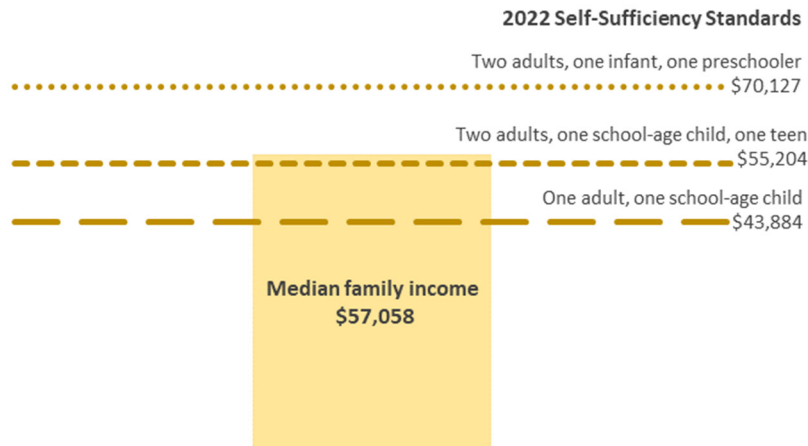 2022 Self-Sufficiency Standards
Two adults, one infant, one preschooler
$70,127
Two adults, one school-age child, one teen
$55,204
One adult, one school-age child
$43,884
Median family income
$57,058